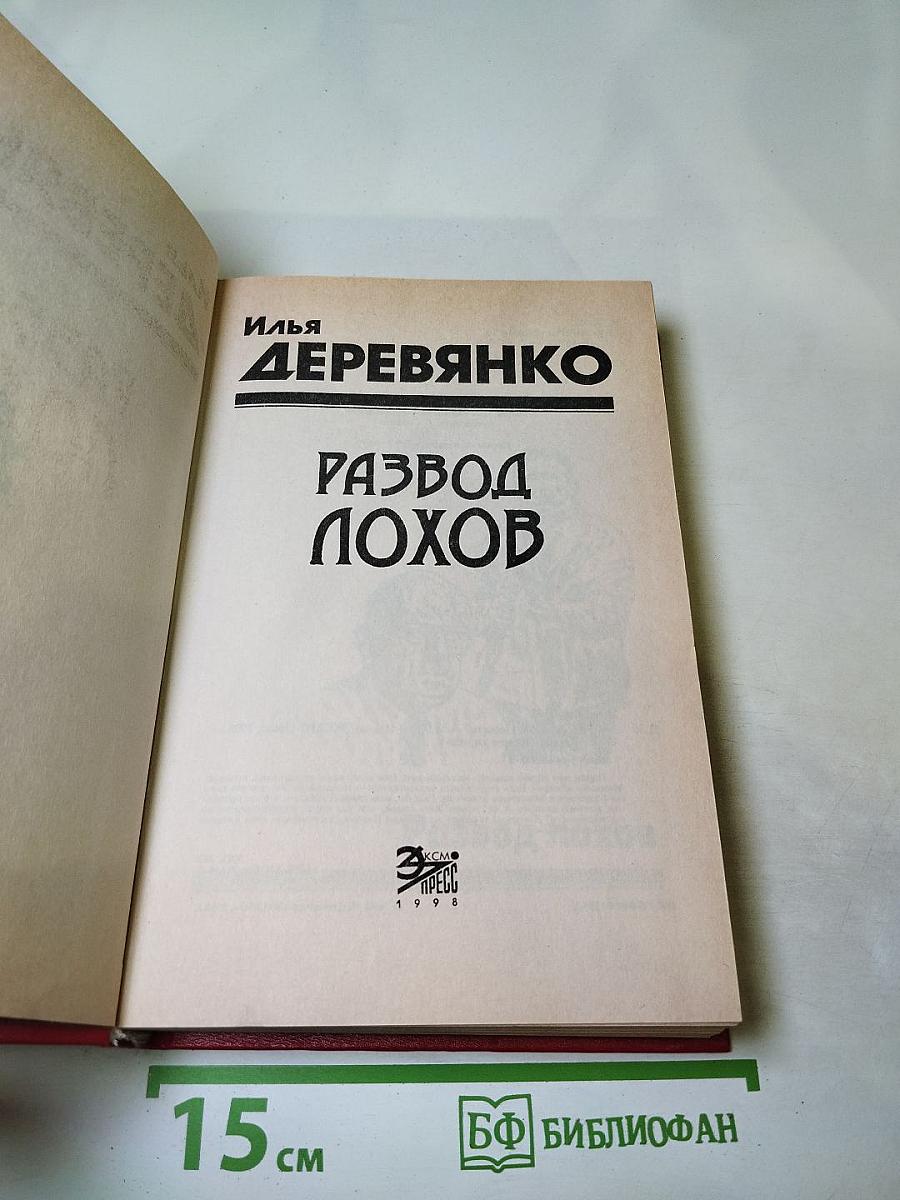 Илья
ДЕРЕВЯНКО
РАЗВОД
ЛОХОВ
ЭКСМО
ПРЕСС
1998
15 см
БФ БИБЛИОФАН